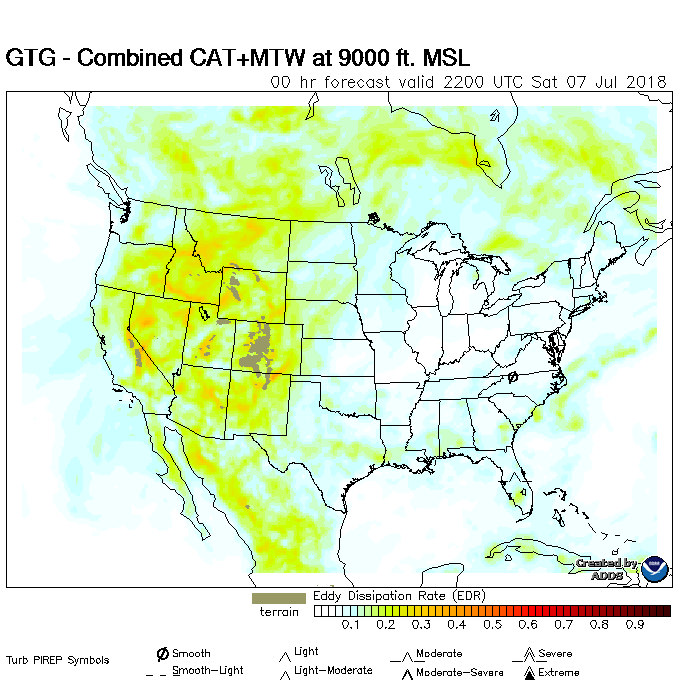 GTG - Combined CAT+MTW at 9000 ft. MSL
00 hr forecast valid 2200 UTC Sat 07 Jul 2018
Created by
ADDS
Eddy Dissipation Rate (EDR)
terrain
0.1 0.2 0.3 0.4 0.5 0.6 0.7 0.8 0.9
Turb PIREP Symbols
Smooth Light Moderate Severe
Smooth-Light Light-Moderate Moderate-Severe Extreme